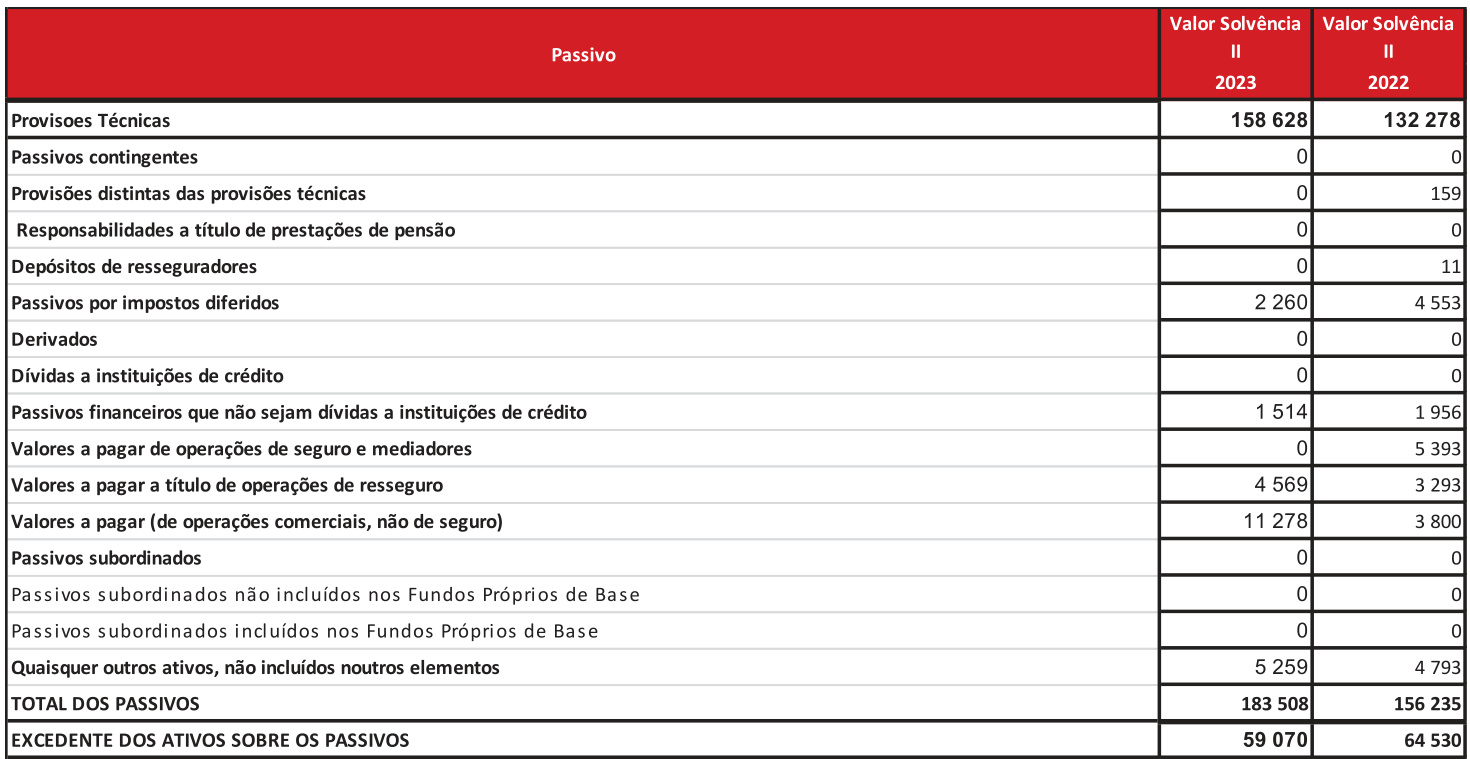 Passivo Valor Solvência II 2023 Valor Solvência II 2022
Provisoes Técnicas 158 628 132 278
Passivos contingentes 0 0
Provisões distintas das provisões técnicas 0 159
Responsabilidades a título de prestações de pensão 0 0
Depósitos de resseguradores 0 11
Passivos por impostos diferidos 2 260 4 553
Derivados 0 0
Dívidas a instituições de crédito 0 0
Passivos financeiros que não sejam dívidas a instituições de crédito 1 514 1 956
Valores a pagar de operações de seguro e mediadores 0 5 393
Valores a pagar a título de operações de resseguro 4 569 3 293
Valores a pagar (de operações comerciais, não de seguro) 11 278 3 800
Passivos subordinados 0 0
Passivos subordinados não incluídos nos Fundos Próprios de Base 0 0
Passivos subordinados incluídos nos Fundos Próprios de Base 0 0
Quaisquer outros ativos, não incluídos noutros elementos 5 259 4 793
TOTAL DOS PASSIVOS 183 508 156 235
EXCEDENTE DOS ATIVOS SOBRE OS PASSIVOS 59 070 64 530